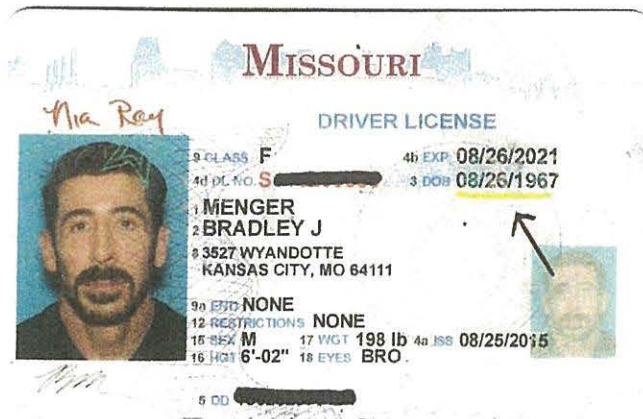 MISSOURI
Nia Ray
DRIVER LICENSE
9 CLASS F 4b EXP 08/26/2021
4d DL NO. S 3 DOB 08/26/1967
1 MENGER
2 BRADLEY J
8 3527 WYANDOTTE
KANSAS CITY, MO 64111
9a END NONE
12 RESTRICTIONS NONE
15 SEX M 17 WGT 198 lb 4a ISS 08/25/2015
16 HGT 6'-02" 18 EYES BRO
5 DD